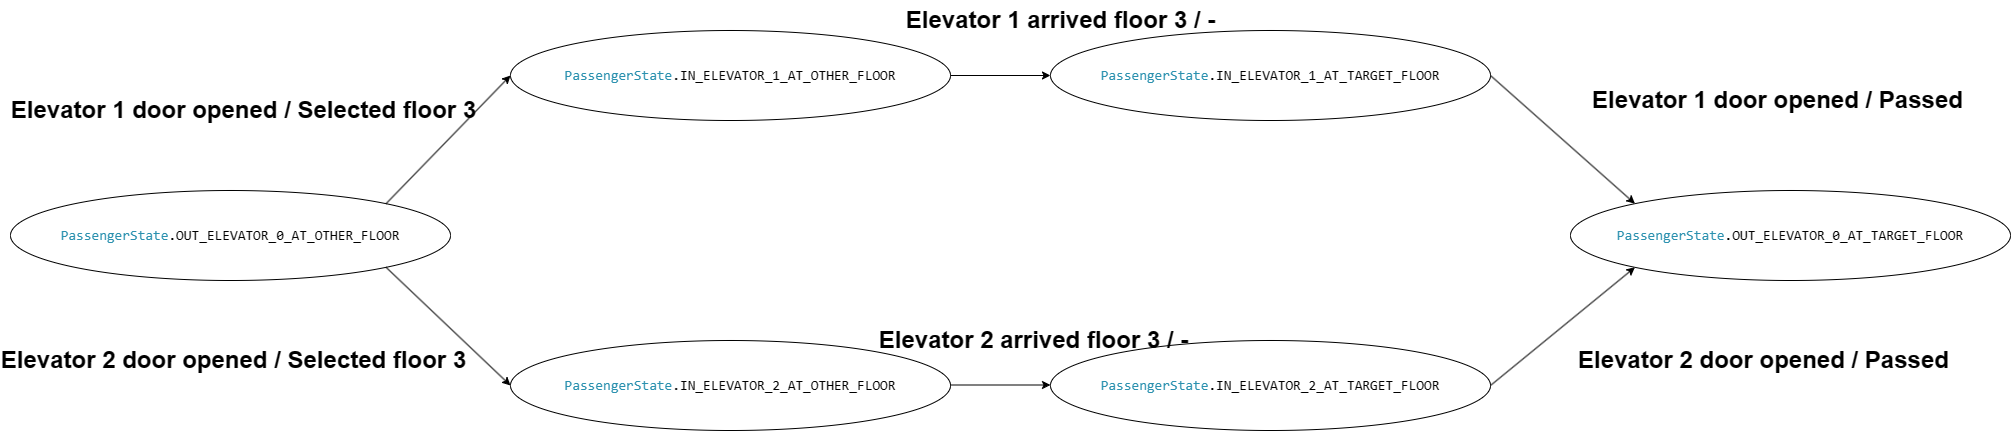 Elevator 1 arrived floor 3 / -
PassengerState.IN_ELEVATOR_1_AT_OTHER_FLOOR
PassengerState.IN_ELEVATOR_1_AT_TARGET_FLOOR
Elevator 1 door opened / Selected floor 3
Elevator 1 door opened / Passed
PassengerState.OUT_ELEVATOR_0_AT_OTHER_FLOOR
PassengerState.OUT_ELEVATOR_0_AT_TARGET_FLOOR
Elevator 2 door opened / Selected floor 3
Elevator 2 arrived floor 3 / -
Elevator 2 door opened / Passed
PassengerState.IN_ELEVATOR_2_AT_OTHER_FLOOR
PassengerState.IN_ELEVATOR_2_AT_TARGET_FLOOR